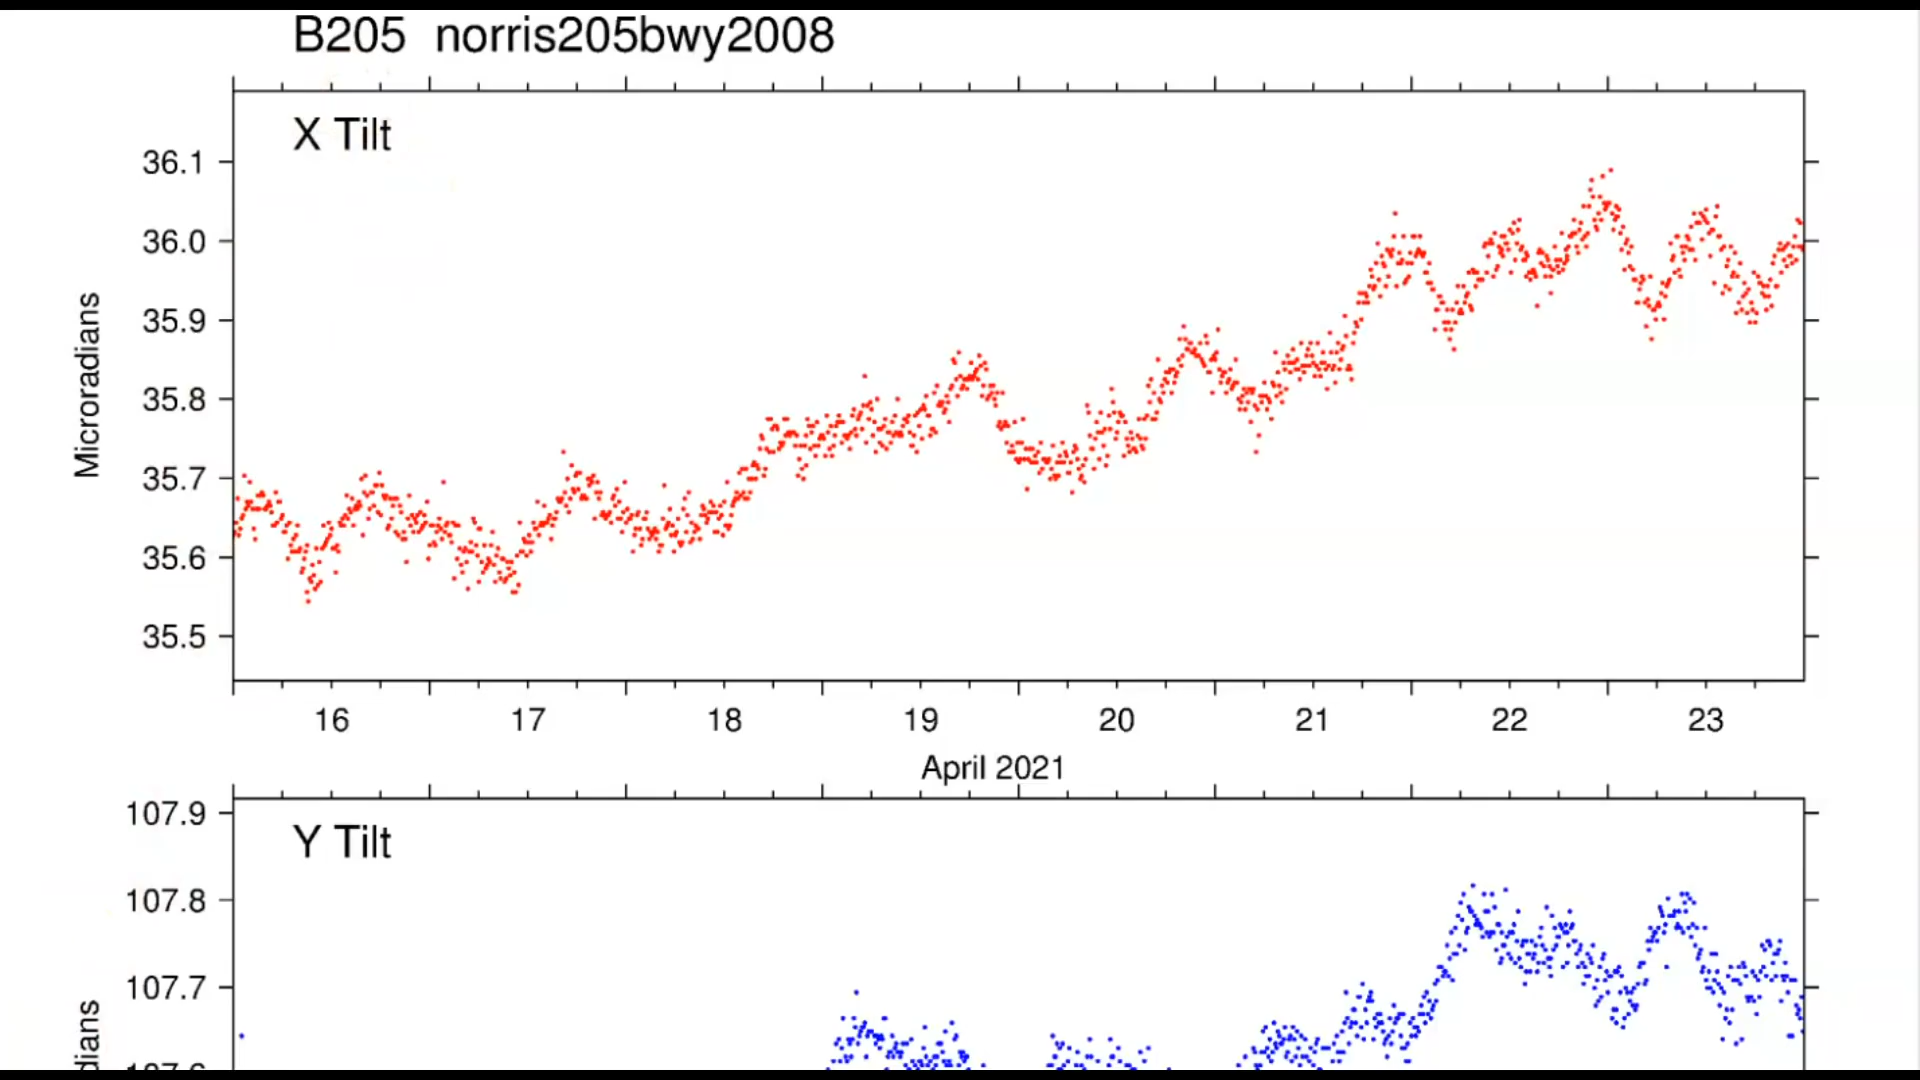 B205 norris205bwy2008
X Tilt
36.1
36.0
35.9
35.8
35.7
35.6
35.5
Microradians
16 17 18 19 20 21 22 23
April 2021
Y Tilt
107.9
107.8
107.7